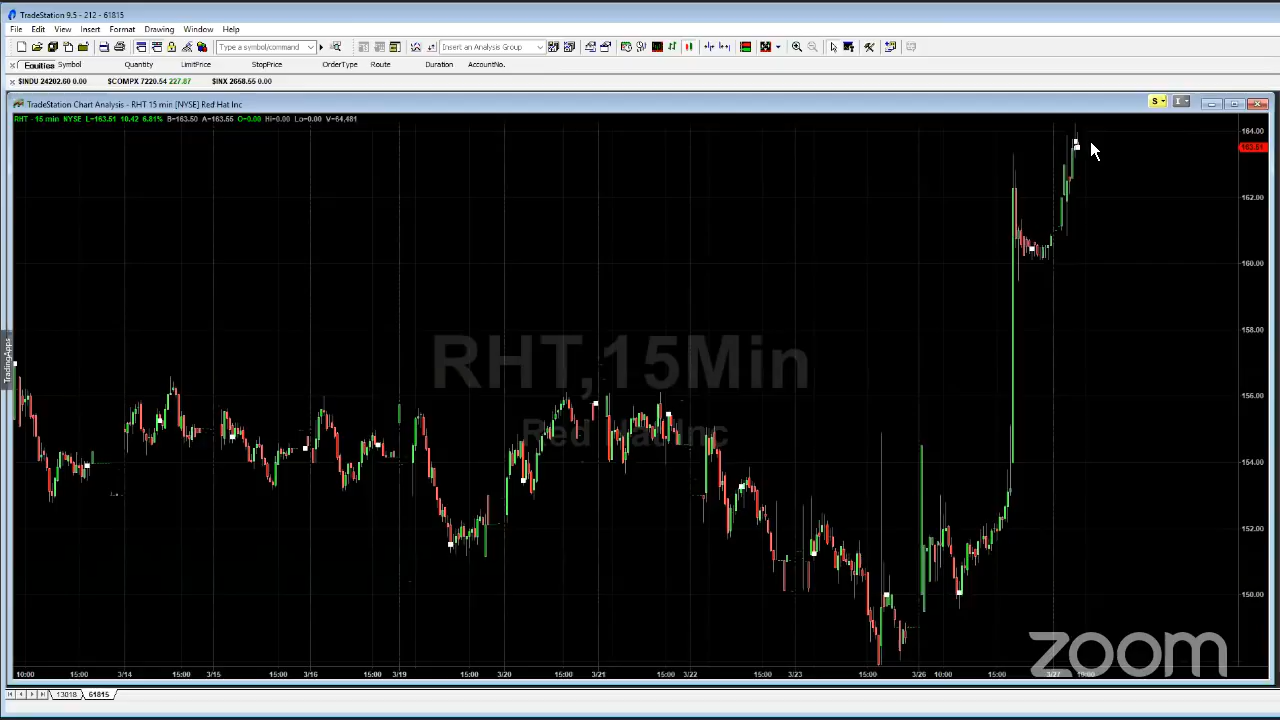 TradeStation 9.5 - 212 - 61815
File Edit View Insert Format Drawing Window Help
Type a symbol/command
Insert an Analysis Group
Equities Symbol Quantity LimitPrice StopPrice OrderType Route Duration AccountNo.
$INDU 24202.60 0.00 $COMPX 7220.54 227.87 $INX 2658.55 0.00
TradeStation Chart Analysis - RHT 15 min [NYSE] Red Hat Inc
S
I
RHT - 15 min NYSE L=163.51 10.42 6.81% B=163.50 A=163.55 O=0.00 Hi=0.00 Lo=0.00 V=64,481
164.00
163.51
162.00
160.00
158.00
RHT,15Min
156.00
Red Hat Inc
154.00
152.00
150.00
TradingApps
zoom
10:00 15:00 3/14 15:00 3/15 15:00 3/16 15:00 3/19 15:00 3/20 15:00 3/21 15:00 3/22 15:00 3/23 15:00 3/26 10:00 15:00 3/27
13018 61815